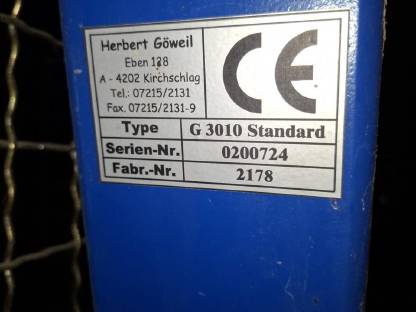 Herbert Göweil
Eben 128
A - 4202 Kirchschlag
Tel.: 07215/2131
Fax. 07215/2131-9
CE
Type G 3010 Standard
Serien-Nr. 0200724
Fabr.-Nr. 2178